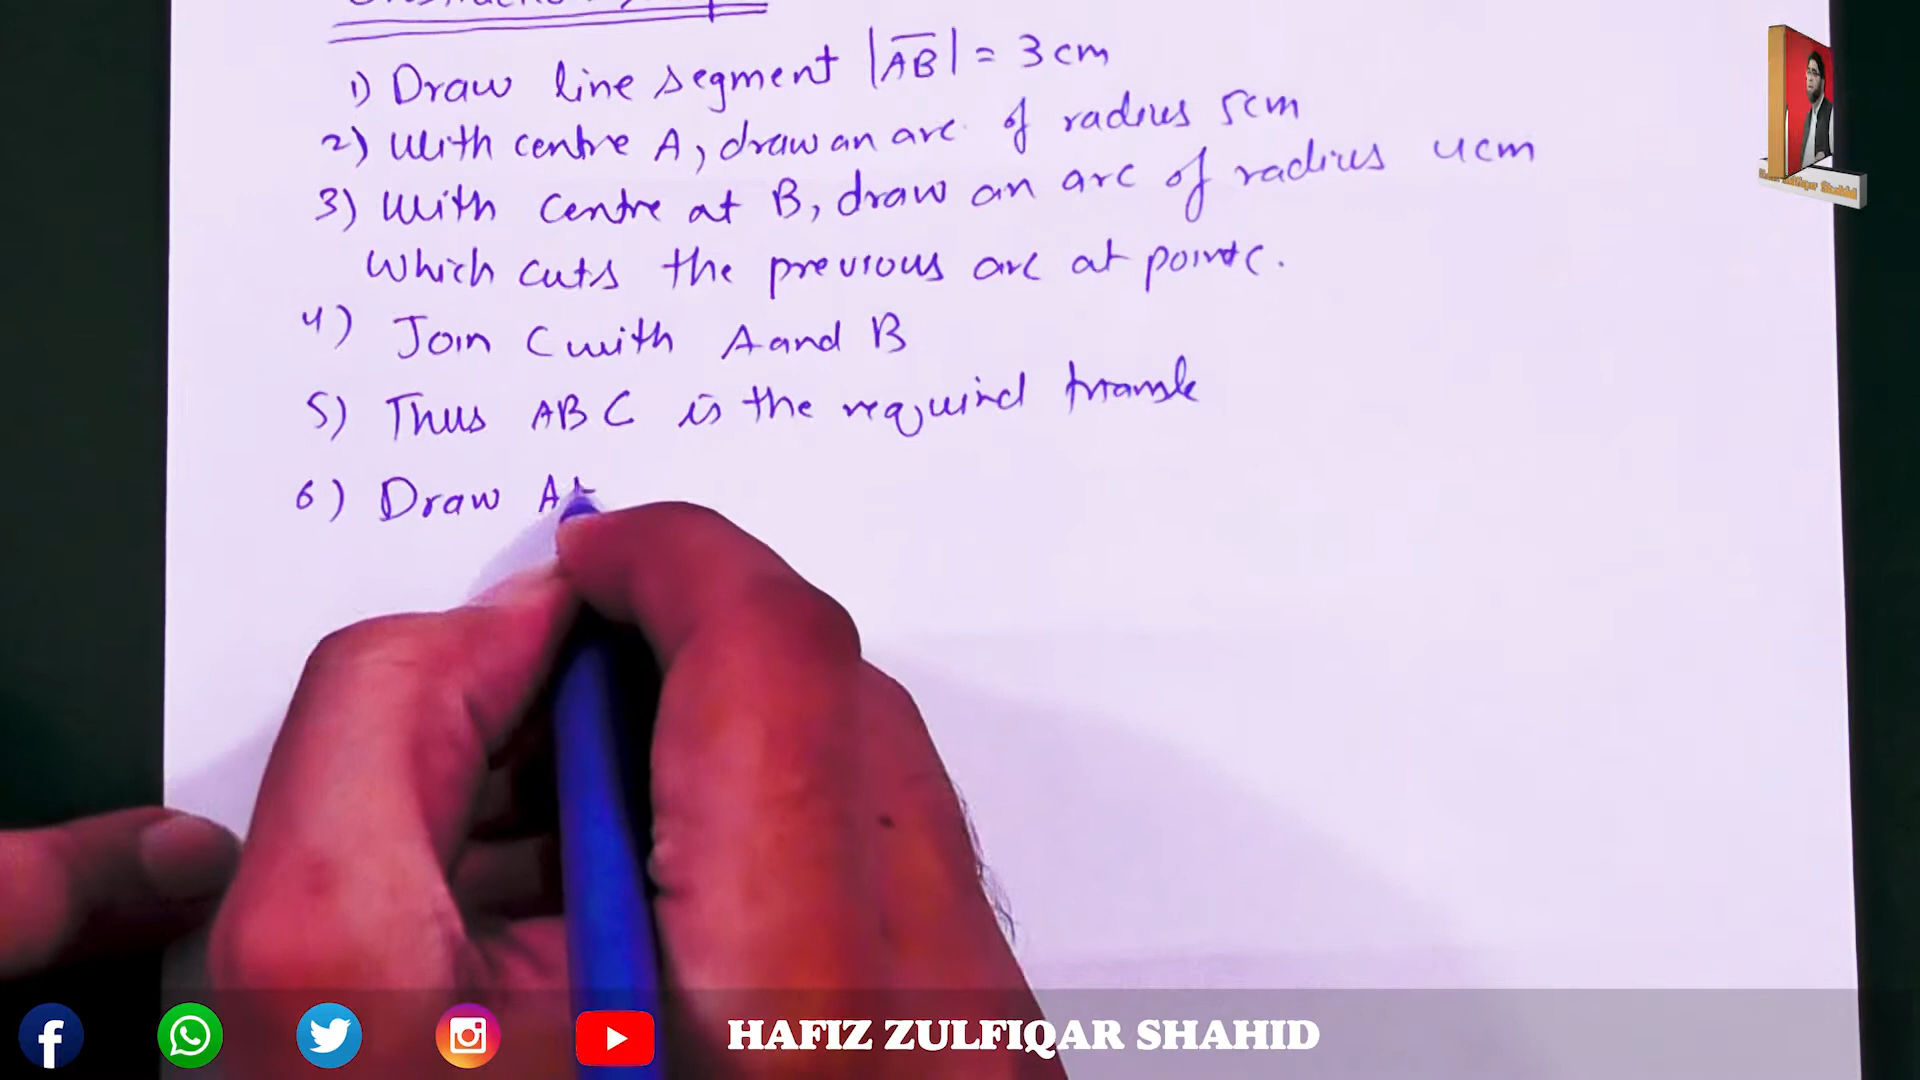 1) Draw line segment |AB| = 3cm
2) With centre A, draw an arc of radius 5cm
3) With centre at B, draw an arc of radius 4cm
Which cuts the previous arc at point C.
4) Join C with A and B
5) Thus ABC is the required triangle
6) Draw A
HAFIZ ZULFIQAR SHAHID